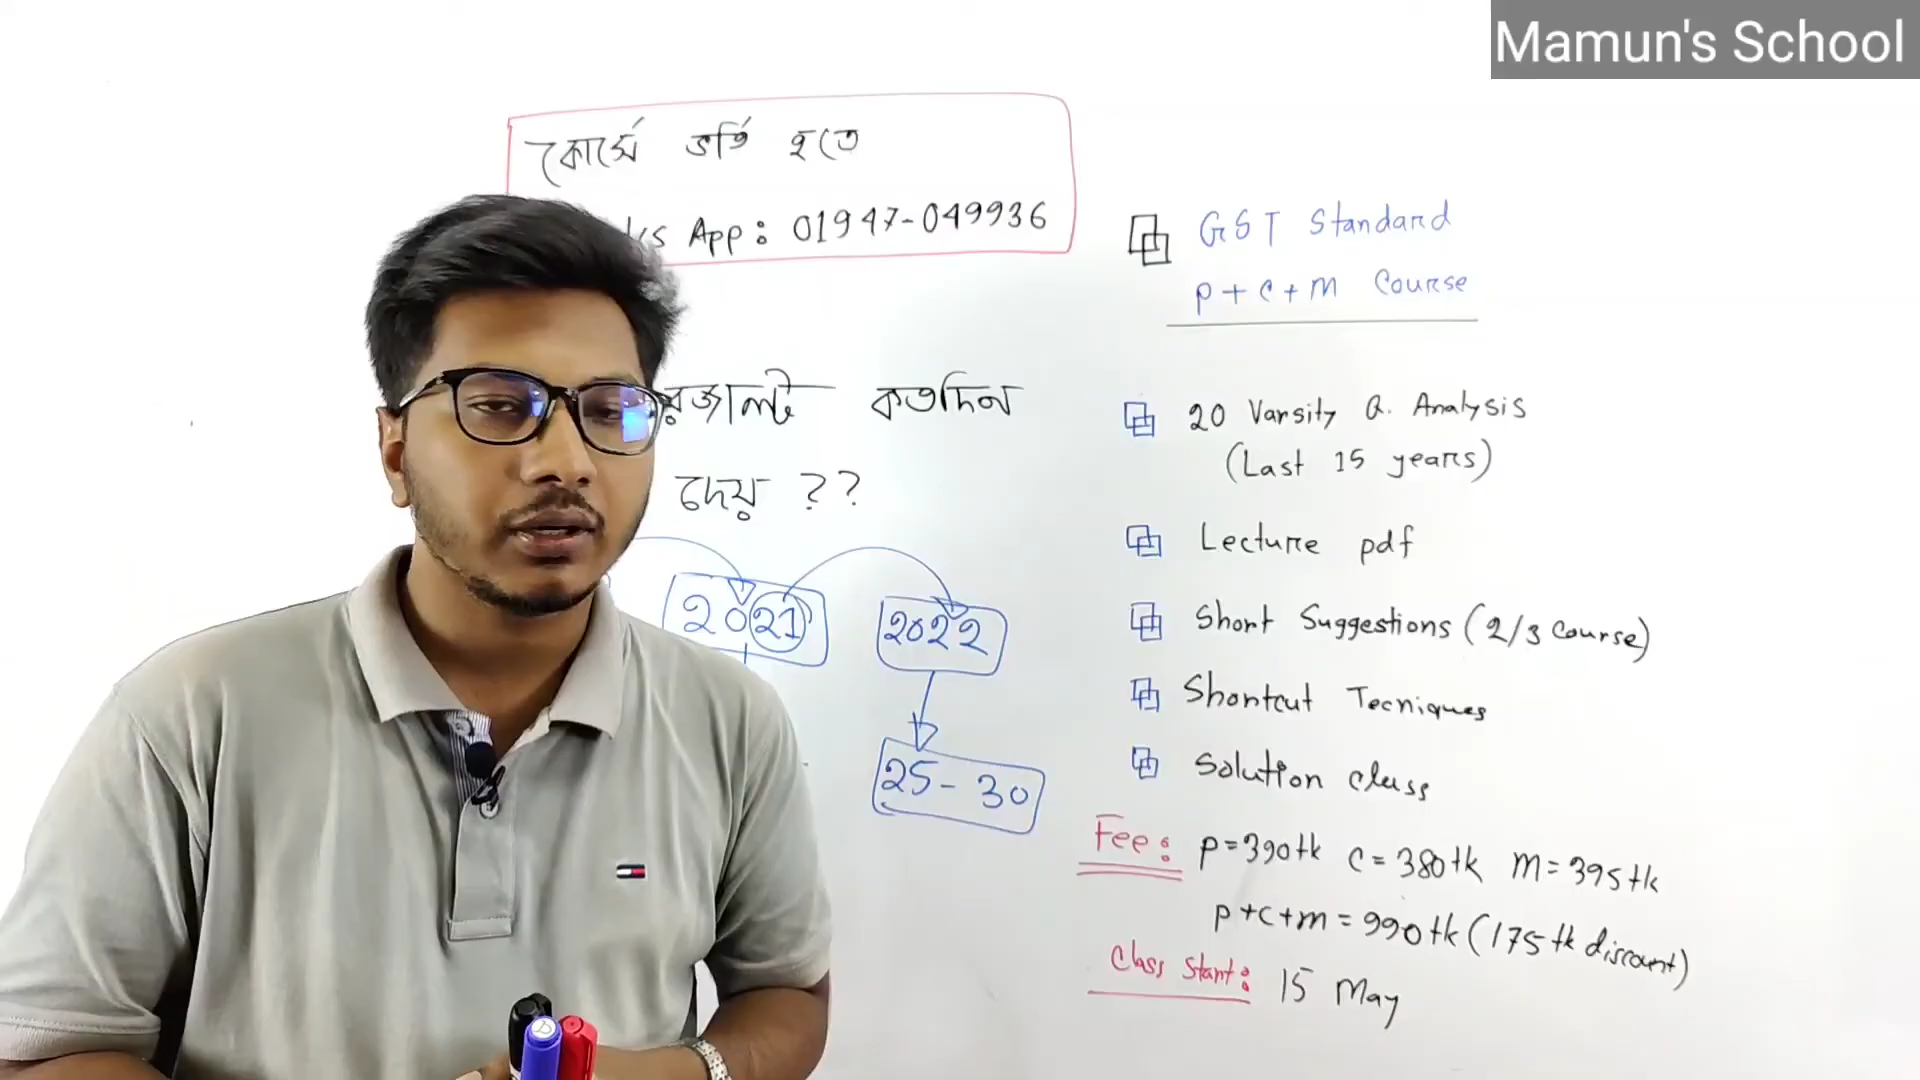 Mamun's School
কোর্সে ভর্তি হতে
App: 01947-049936
GST Standard
P+C+M Course
রেজাল্ট কতদিন
দেয় ??
2021
2022
25-30
20 Varsity Q. Analysis
(Last 15 years)
Lecture pdf
Short Suggestions (2/3 course)
Shortcut Tecniques
Solution class
Fee: P=390tk C=380tk M=395tk
P+C+M=990tk (175tk discount)
Class Start: 15 May